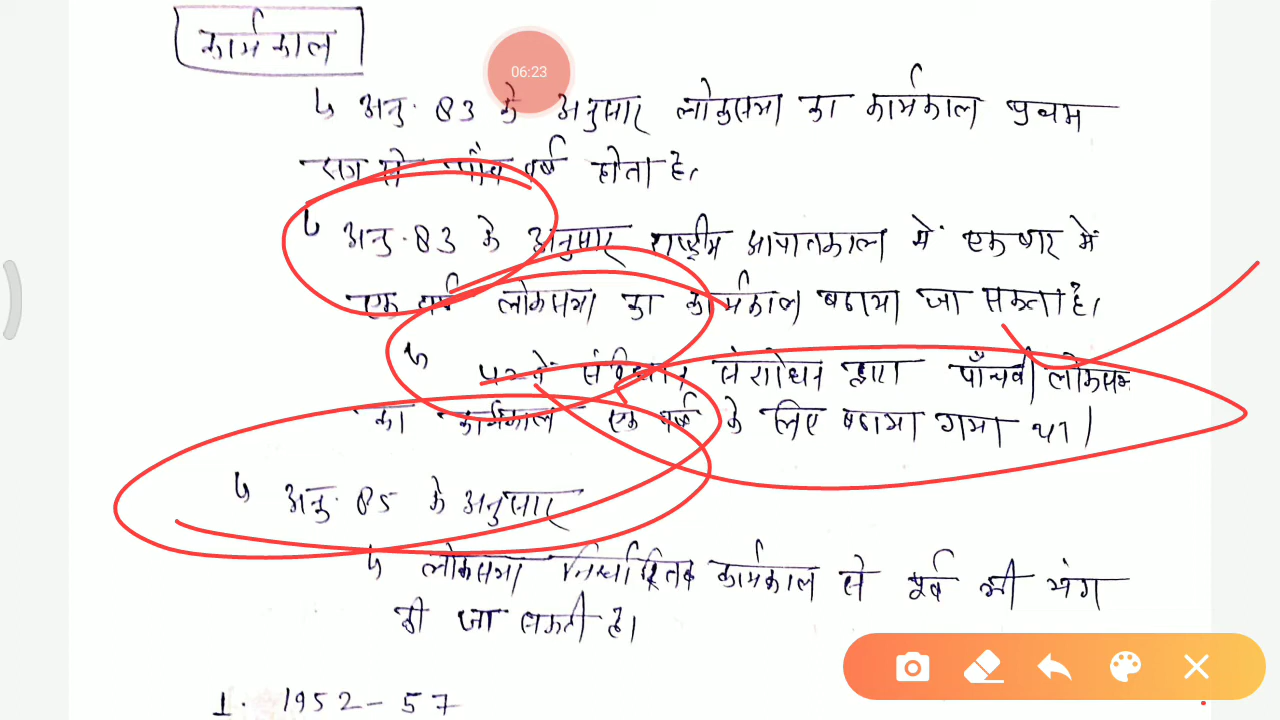 कार्यकाल
06:23
↳ अनु. 83 के अनुसार लोकसभा का कार्यकाल प्रथम
सत्र से पाँच वर्ष होता है।
↳ अनु. 83 के अनुसार राष्ट्रीय आपातकाल में एक बार में
एक वर्ष लोकसभा का कार्यकाल बढाया जा सकता है।
↳ 42 वें संविधान संशोधन द्वारा पाँचवी लोकसभा
का कार्यकाल एक वर्ष के लिए बढाया गया था।
↳ अनु. 85 के अनुसार
↳ लोकसभा निर्धारित कार्यकाल से पूर्व भी भंग
की जा सकती है।
1. 1952 - 57